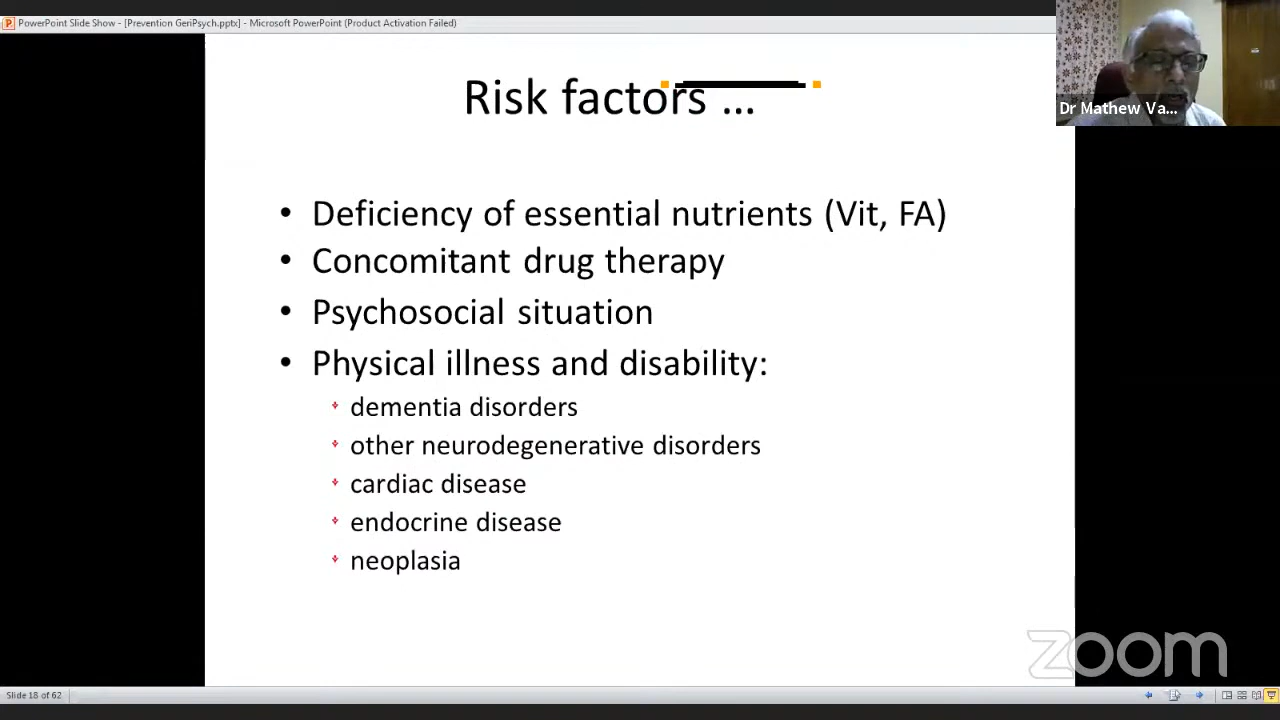 PowerPoint Slide Show - [Prevention GeriPsych.pptx] - Microsoft PowerPoint (Product Activation Failed)
Dr Mathew Va...
Risk factors ...
• Deficiency of essential nutrients (Vit, FA)
• Concomitant drug therapy
• Psychosocial situation
• Physical illness and disability:
dementia disorders
other neurodegenerative disorders
cardiac disease
endocrine disease
neoplasia
zoom
Slide 18 of 62